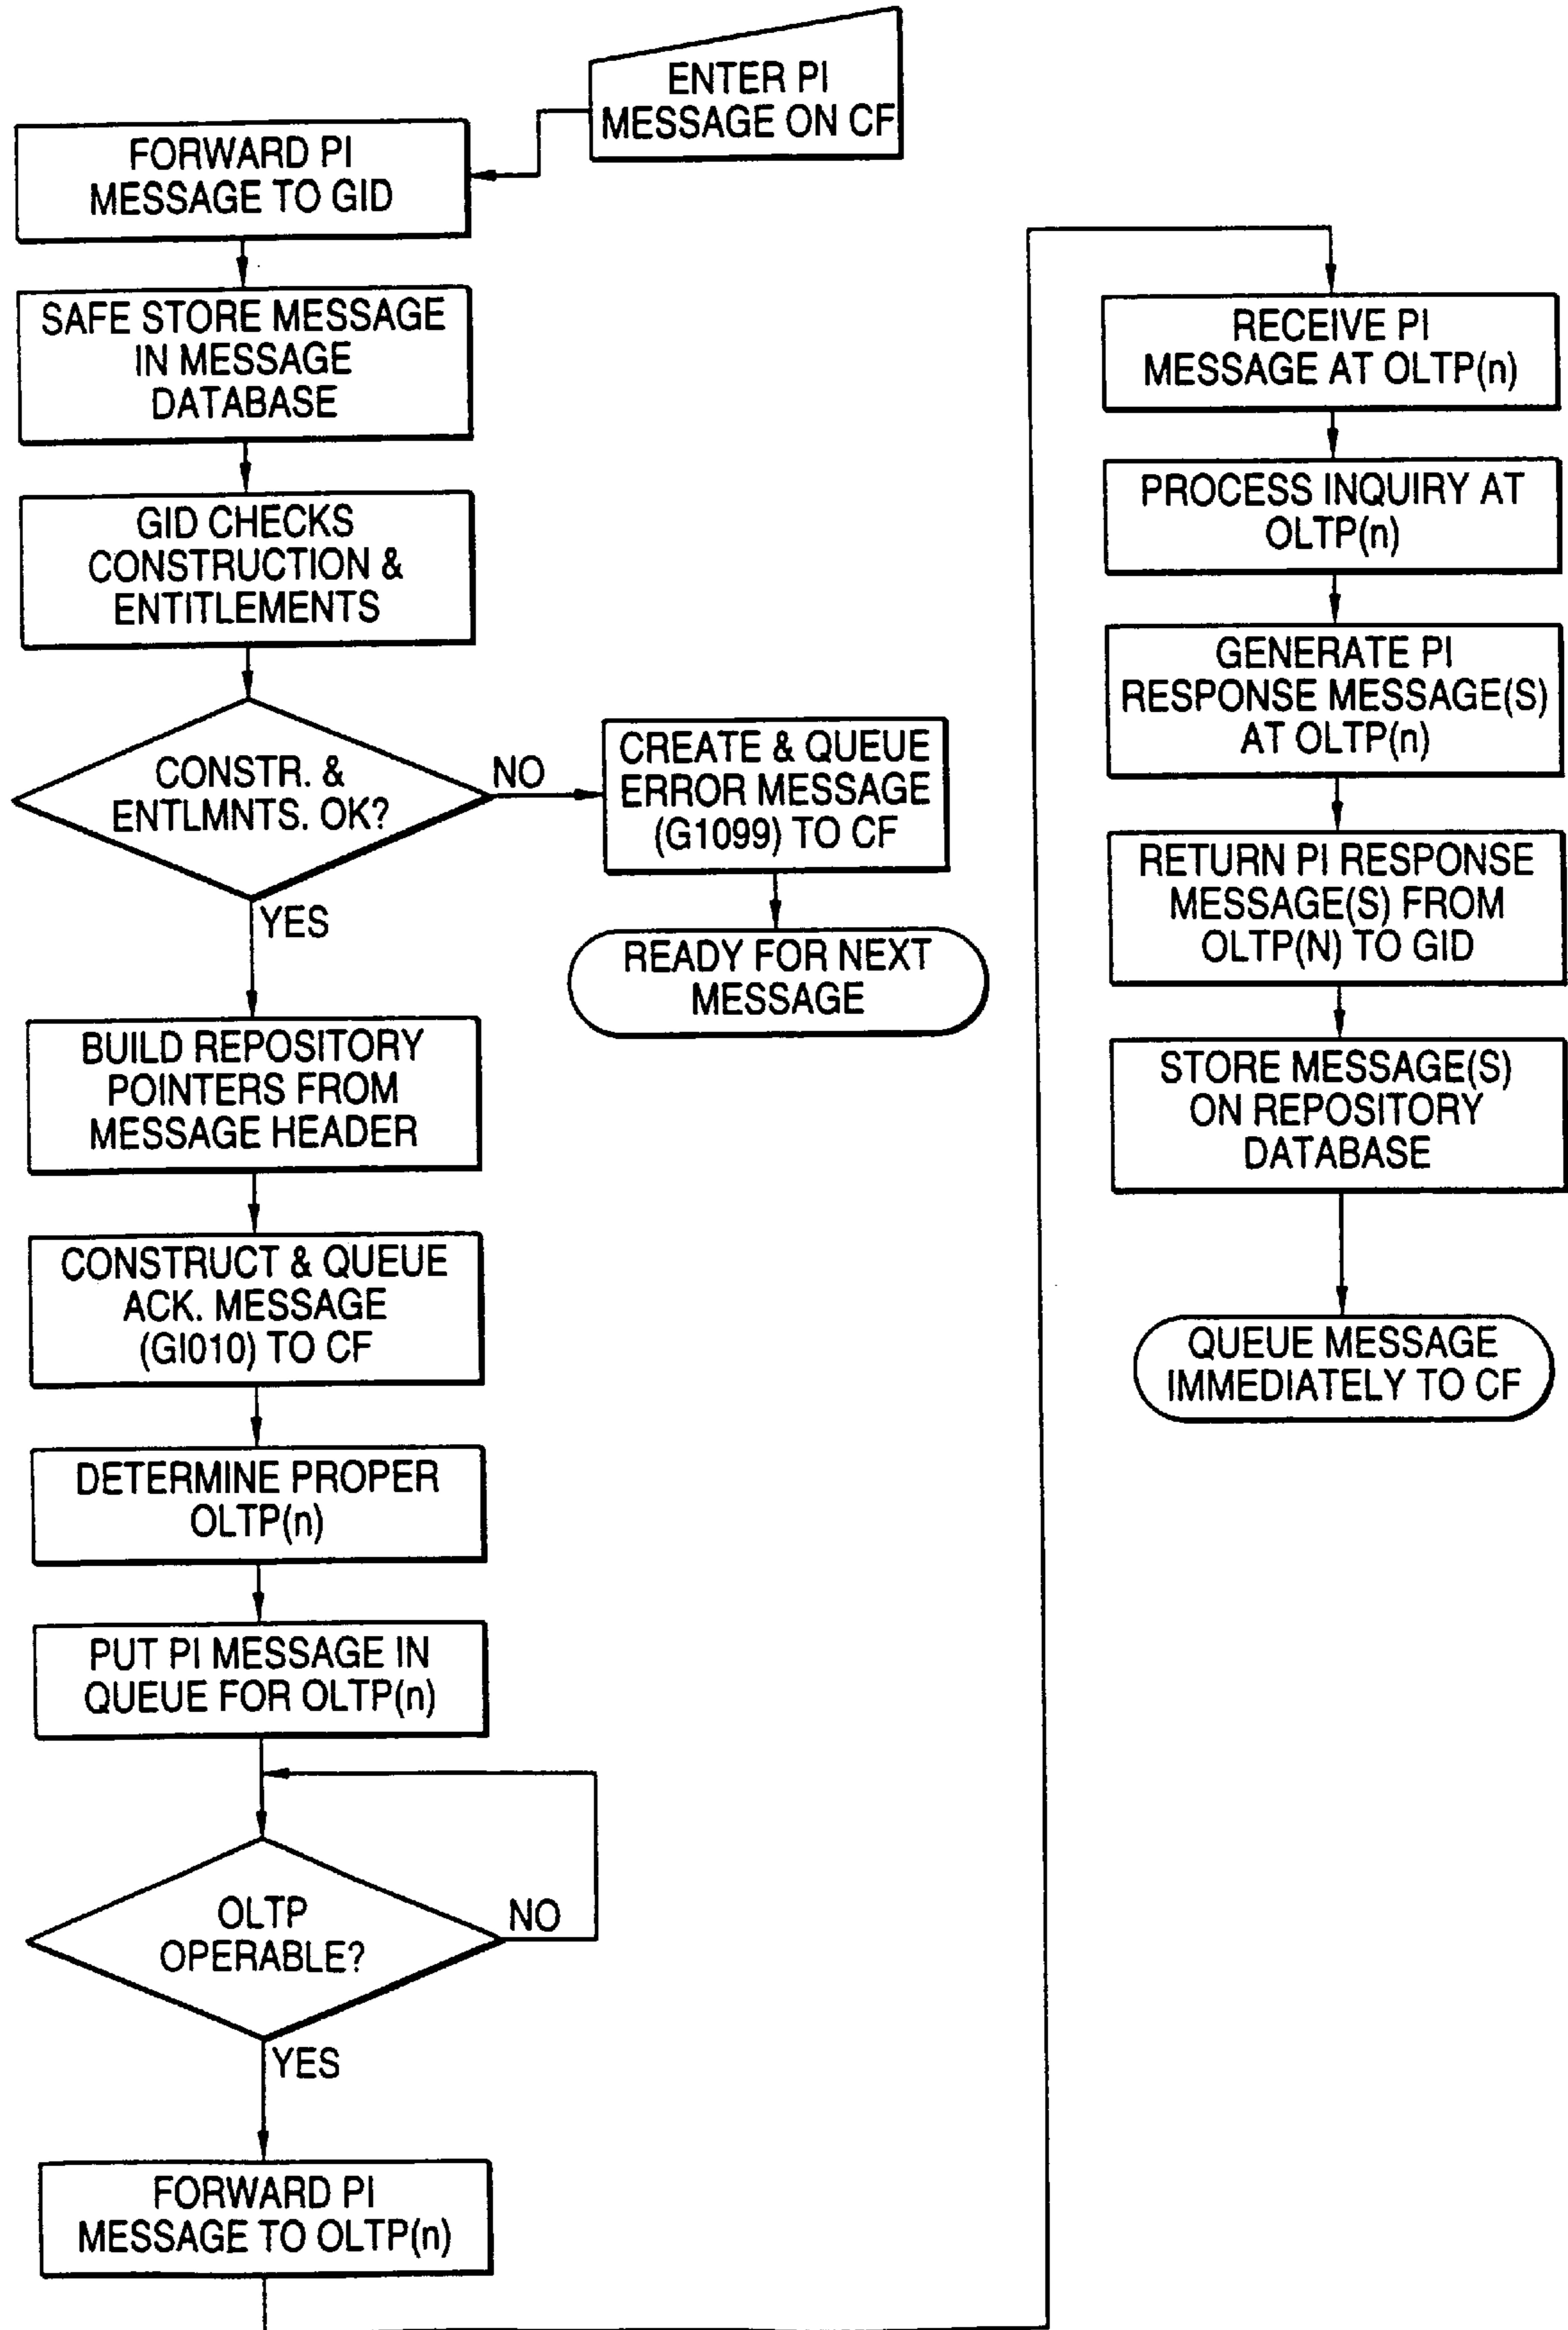 ENTER PI
MESSAGE ON CF
FORWARD PI
MESSAGE TO GID
SAFE STORE MESSAGE
IN MESSAGE
DATABASE
GID CHECKS
CONSTRUCTION &
ENTITLEMENTS
CONSTR. &
ENTLMNTS. OK?
NO
CREATE & QUEUE
ERROR MESSAGE
(G1099) TO CF
READY FOR NEXT
MESSAGE
YES
BUILD REPOSITORY
POINTERS FROM
MESSAGE HEADER
CONSTRUCT & QUEUE
ACK. MESSAGE
(GI010) TO CF
DETERMINE PROPER
OLTP(n)
PUT PI MESSAGE IN
QUEUE FOR OLTP(n)
OLTP
OPERABLE?
NO
YES
FORWARD PI
MESSAGE TO OLTP(n)
RECEIVE PI
MESSAGE AT OLTP(n)
PROCESS INQUIRY AT
OLTP(n)
GENERATE PI
RESPONSE MESSAGE(S)
AT OLTP(n)
RETURN PI RESPONSE
MESSAGE(S) FROM
OLTP(N) TO GID
STORE MESSAGE(S)
ON REPOSITORY
DATABASE
QUEUE MESSAGE
IMMEDIATELY TO CF